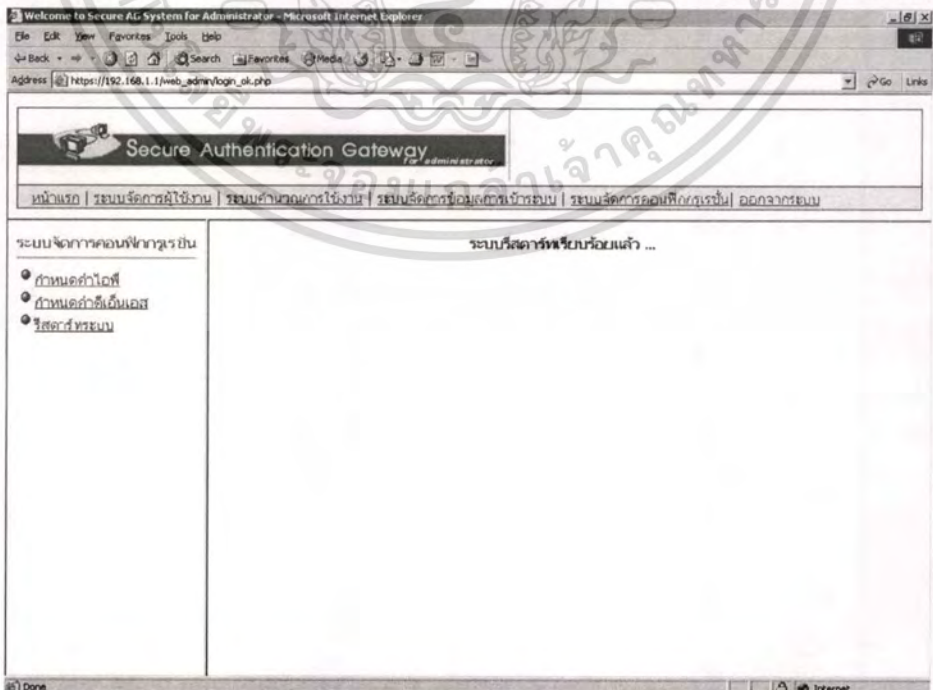 Welcome to Secure AG System for Administrator - Microsoft Internet Explorer
File Edit View Favorites Tools Help
Back Search Favorites Media
Address https://192.168.1.1/web_admin/login_ok.php Go Links
Secure Authentication Gateway
for administrator
หน้าแรก | ระบบจัดการผู้ใช้งาน | ระบบคำนวณการใช้งาน | ระบบจัดการข้อมูลการเข้าระบบ | ระบบจัดการคอนฟิกกูเรชั่น | ออกจากระบบ
ระบบจัดการคอนฟิกกูเรชั่น
ระบบรีสตาร์ทเรียบร้อยแล้ว ...
กำหนดค่าไอพี
กำหนดค่าดีเอ็นเอส
รีสตาร์ทระบบ
Done Internet